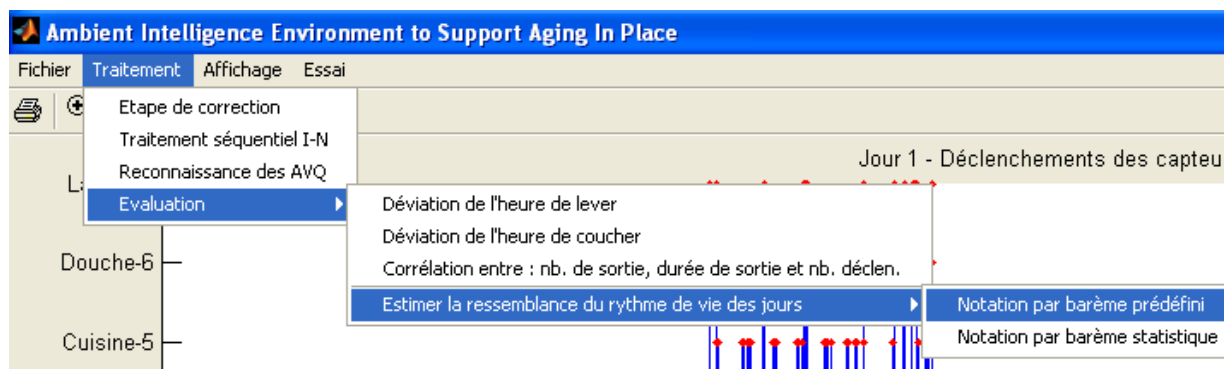 Ambient Intelligence Environment to Support Aging In Place
Fichier Traitement Affichage Essai
Etape de correction
Traitement séquentiel I-N
Reconnaissance des AVQ
Evaluation
Déviation de l'heure de lever
Déviation de l'heure de coucher
Corrélation entre : nb. de sortie, durée de sortie et nb. déclen.
Estimer la ressemblance du rythme de vie des jours
Notation par barème prédéfini
Notation par barème statistique
Jour 1 - Déclenchements des capteu
La
Douche-6
Cuisine-5